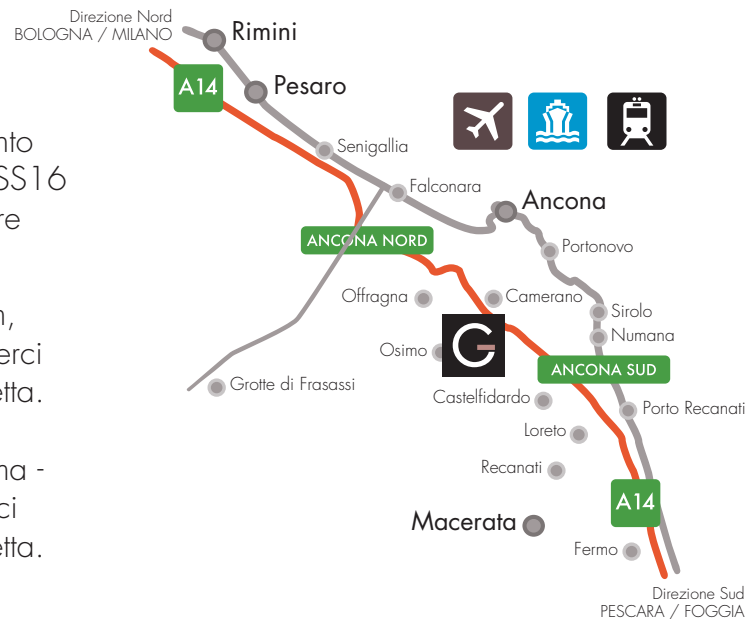 nto
SS16
re
n,
erci
etta.
na -
ci
etta.
Direzione Nord
BOLOGNA / MILANO
Rimini
A14
Pesaro
Senigallia
Falconara
Ancona
ANCONA NORD
Portonovo
Offragna
Camerano
Sirolo
Numana
Osimo
G
ANCONA SUD
Grotte di Frasassi
Castelfidardo
Porto Recanati
Loreto
Recanati
A14
Macerata
Fermo
Direzione Sud
PESCARA / FOGGIA